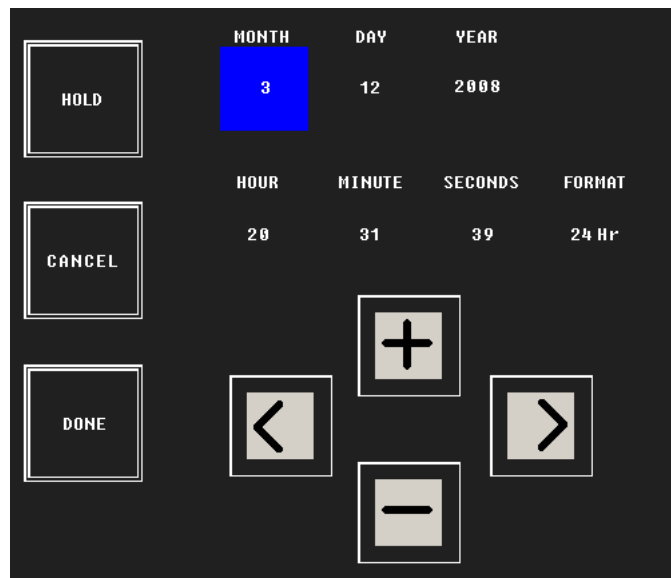 MONTH DAY YEAR
HOLD 3 12 2008
HOUR MINUTE SECONDS FORMAT
20 31 39 24 Hr
CANCEL
+
DONE < >
−